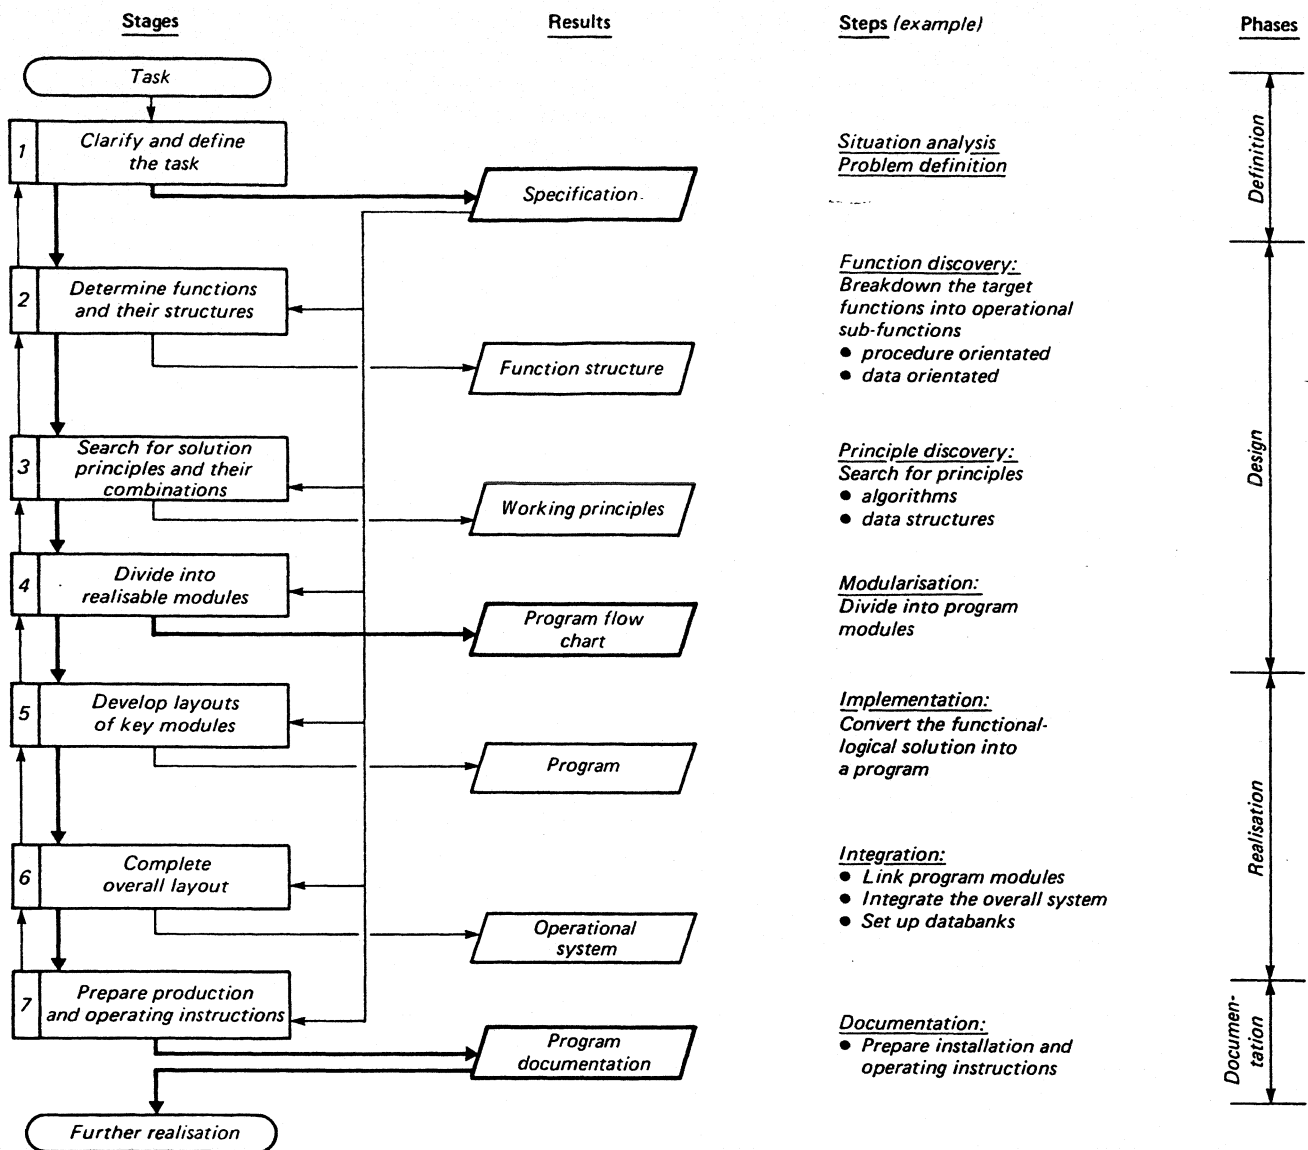 Stages
Results
Steps (example)
Phases
Task
1
Clarify and define
the task
Situation analysis
Problem definition
Definition
Specification
2
Determine functions
and their structures
Function discovery:
Breakdown the target
functions into operational
sub-functions
● procedure orientated
● data orientated
Function structure
Design
3
Search for solution
principles and their
combinations
Principle discovery:
Search for principles
● algorithms
● data structures
Working principles
4
Divide into
realisable modules
Modularisation:
Divide into program
modules
Program flow
chart
5
Develop layouts
of key modules
Implementation:
Convert the functional-
logical solution into
a program
Program
Realisation
6
Complete
overall layout
Integration:
● Link program modules
● Integrate the overall system
● Set up databanks
Operational
system
7
Prepare production
and operating instructions
Documentation:
● Prepare installation and
operating instructions
Documen-
tation
Program
documentation
Further realisation